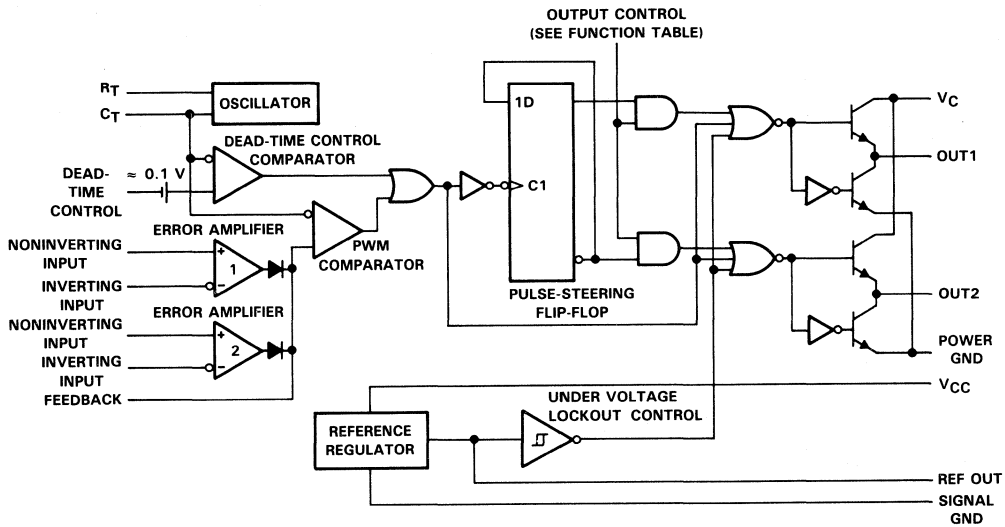 OUTPUT CONTROL
(SEE FUNCTION TABLE)
RT
CT
OSCILLATOR
1D
VC
DEAD-TIME CONTROL
COMPARATOR
OUT1
DEAD-
TIME
CONTROL
≈ 0.1 V
C1
ERROR AMPLIFIER
PWM
COMPARATOR
NONINVERTING
INPUT
+
1
−
INVERTING
INPUT
PULSE-STEERING
FLIP-FLOP
OUT2
ERROR AMPLIFIER
NONINVERTING
INPUT
+
2
−
INVERTING
INPUT
FEEDBACK
POWER
GND
VCC
UNDER VOLTAGE
LOCKOUT CONTROL
REFERENCE
REGULATOR
REF OUT
SIGNAL
GND